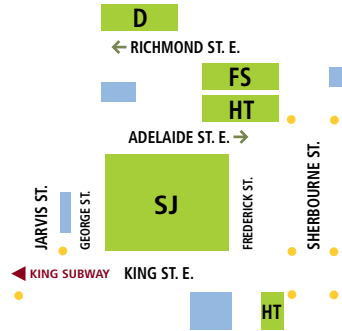 D
← RICHMOND ST. E.
FS
HT
ADELAIDE ST. E. →
JARVIS ST.
GEORGE ST.
SJ
FREDERICK ST.
SHERBOURNE ST.
KING SUBWAY KING ST. E.
HT